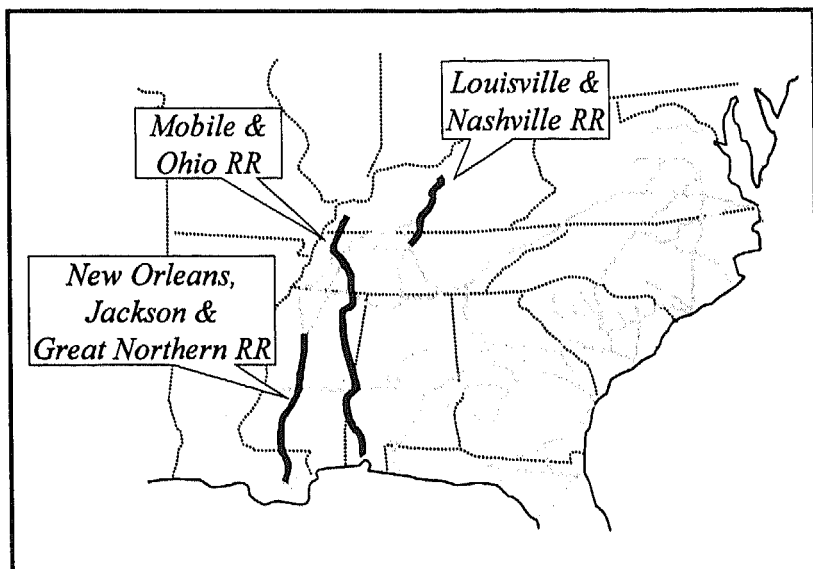 Louisville &
Nashville RR
Mobile &
Ohio RR
New Orleans,
Jackson &
Great Northern RR